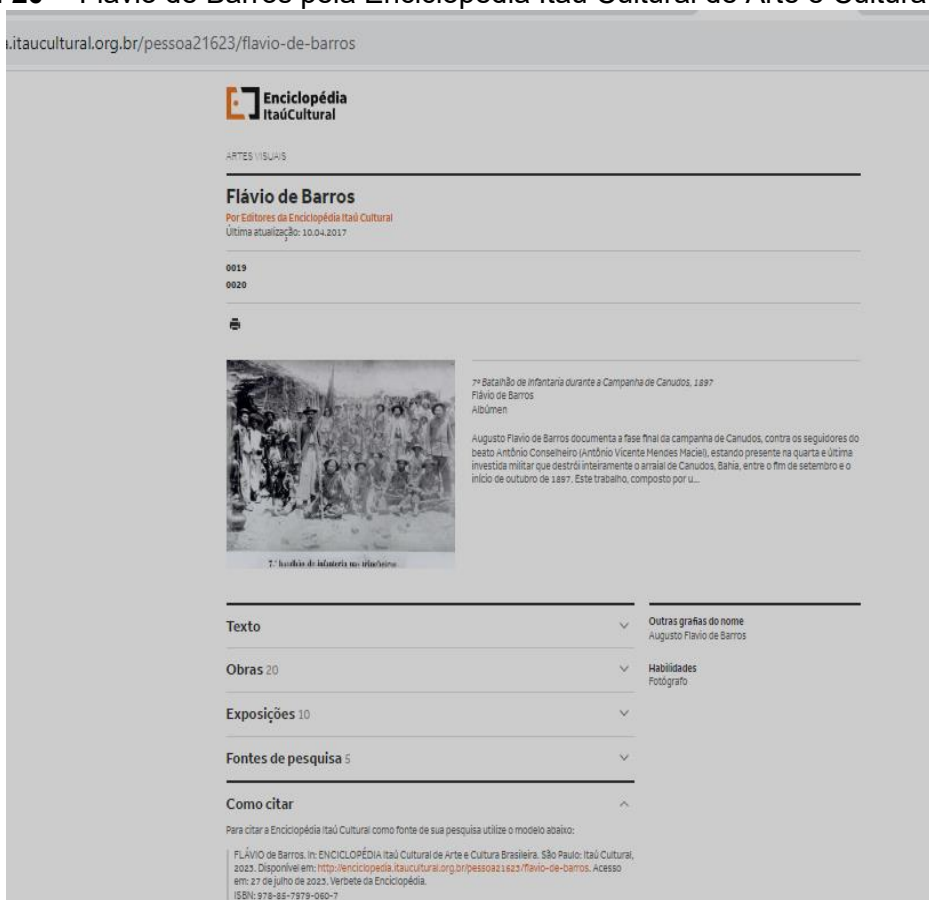 20 – Flávio de Barros pela Enciclopédia Itaú Cultural de Arte e Cultura
.itaucultural.org.br/pessoa21623/flavio-de-barros
Enciclopédia
ItaúCultural
ARTES VISUAIS
Flávio de Barros
Por Editores da Enciclopédia Itaú Cultural
Última atualização: 10.04.2017
0019
0020
7º Batalhão de Infantaria durante a Campanha de Canudos, 1897
Flávio de Barros
Albúmen
Augusto Flavio de Barros documenta a fase final da campanha de Canudos, contra os seguidores do
beato Antônio Conselheiro (Antônio Vicente Mendes Maciel), estando presente na quarta e última
investida militar que destrói inteiramente o arraial de Canudos, Bahia, entre o fim de setembro e o
início de outubro de 1897. Este trabalho, composto por u...
7.º batalhão de infanteria nas trincheiras
Texto
Obras 20
Exposições 10
Fontes de pesquisa 5
Outras grafias do nome
Augusto Flavio de Barros
Habilidades
Fotógrafo
Como citar
Para citar a Enciclopédia Itaú Cultural como fonte de sua pesquisa utilize o modelo abaixo:
FLÁVIO de Barros. In: ENCICLOPÉDIA Itaú Cultural de Arte e Cultura Brasileira. São Paulo: Itaú Cultural,
2023. Disponível em: http://enciclopedia.itaucultural.org.br/pessoa21623/flavio-de-barros. Acesso
em: 27 de julho de 2023. Verbete da Enciclopédia.
ISBN: 978-85-7979-060-7